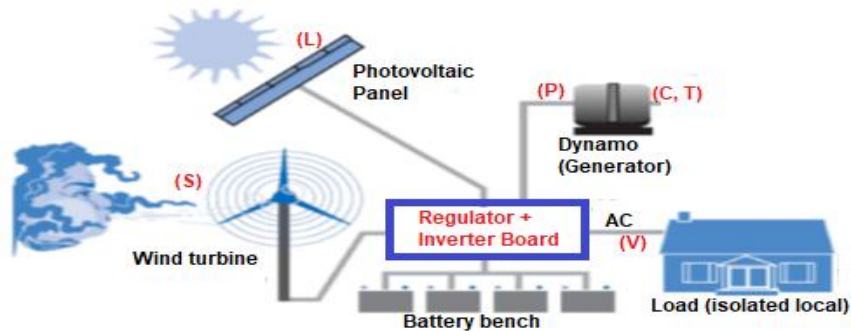 (L)
Photovoltaic
Panel
(P)
(C, T)
Dynamo
(Generator)
(S)
Wind turbine
Regulator +
Inverter Board
AC
(V)
Load (isolated local)
Battery bench